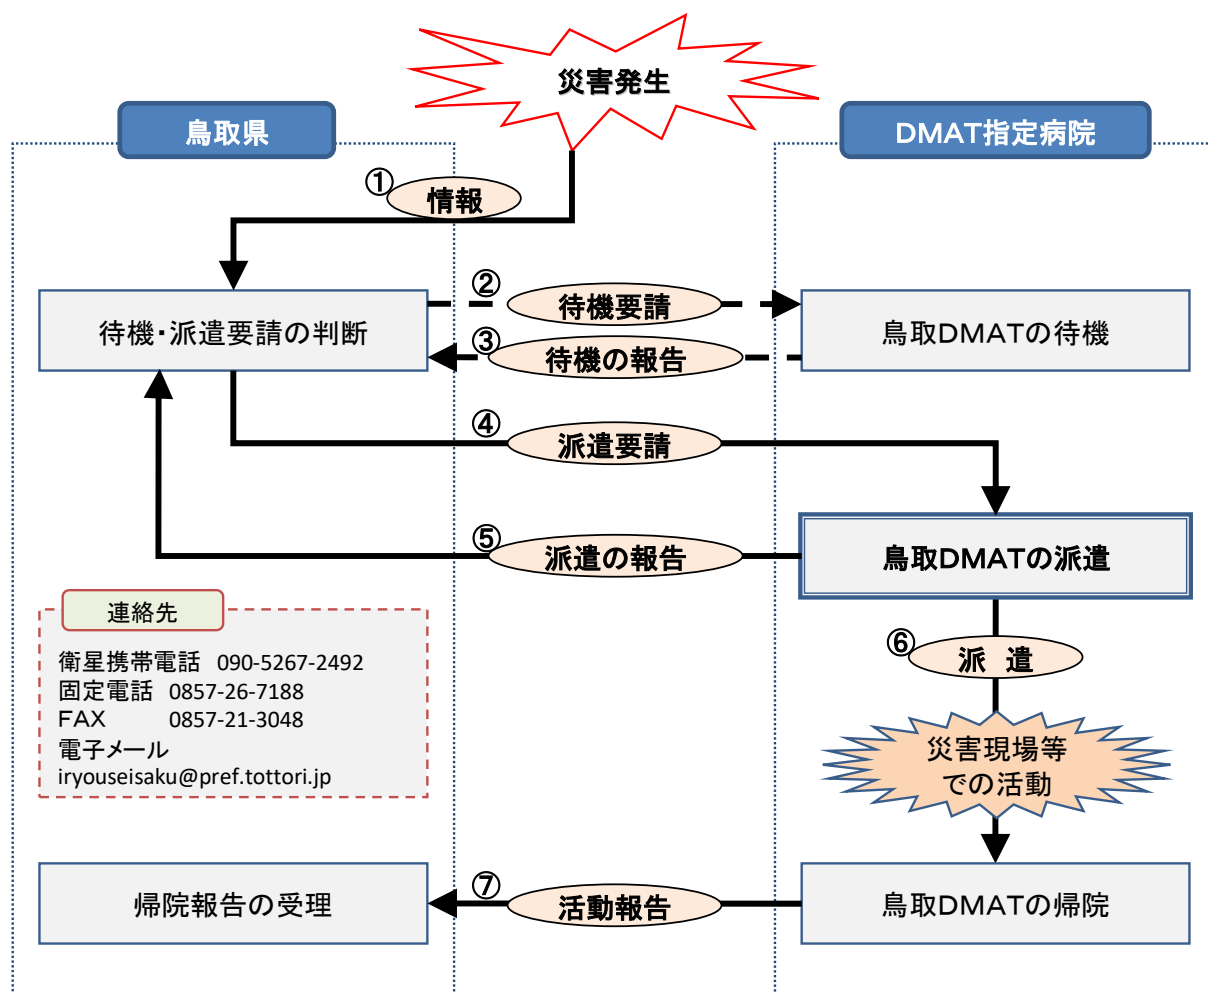 災害発生
鳥取県
DMAT指定病院
①
情報
待機・派遣要請の判断
②
待機要請
鳥取DMATの待機
③
待機の報告
④
派遣要請
⑤
派遣の報告
鳥取DMATの派遣
連絡先
衛星携帯電話 090-5267-2492
固定電話 0857-26-7188
FAX 0857-21-3048
電子メール
iryouseisaku@pref.tottori.jp
⑥
派 遣
災害現場等
での活動
帰院報告の受理
⑦
活動報告
鳥取DMATの帰院